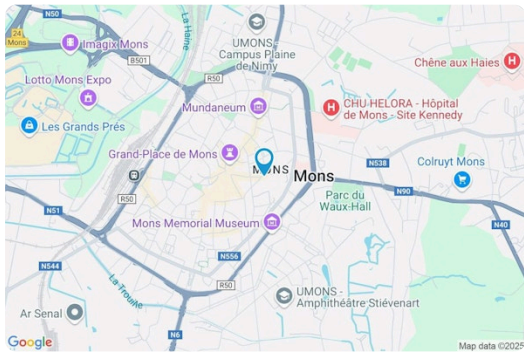 N50
24
Mons
Imagix Mons
La Haine
B501
UMONS,
Campus Plaine
de Nimy
Chêne aux Haies
Lotto Mons Expo
R50
Mundaneum
CHU HELORA - Hôpital
de Mons - Site Kennedy
Les Grands Prés
Grand-Place de Mons
MONS
Mons
N538
Colruyt Mons
R50
Parc du
Waux-Hall
N90
N51
Mons Memorial Museum
N40
N544
N556
La Trouille
R50
UMONS -
Amphithéâtre Stiévenart
Ar Senal
N6
Google
Map data ©2025